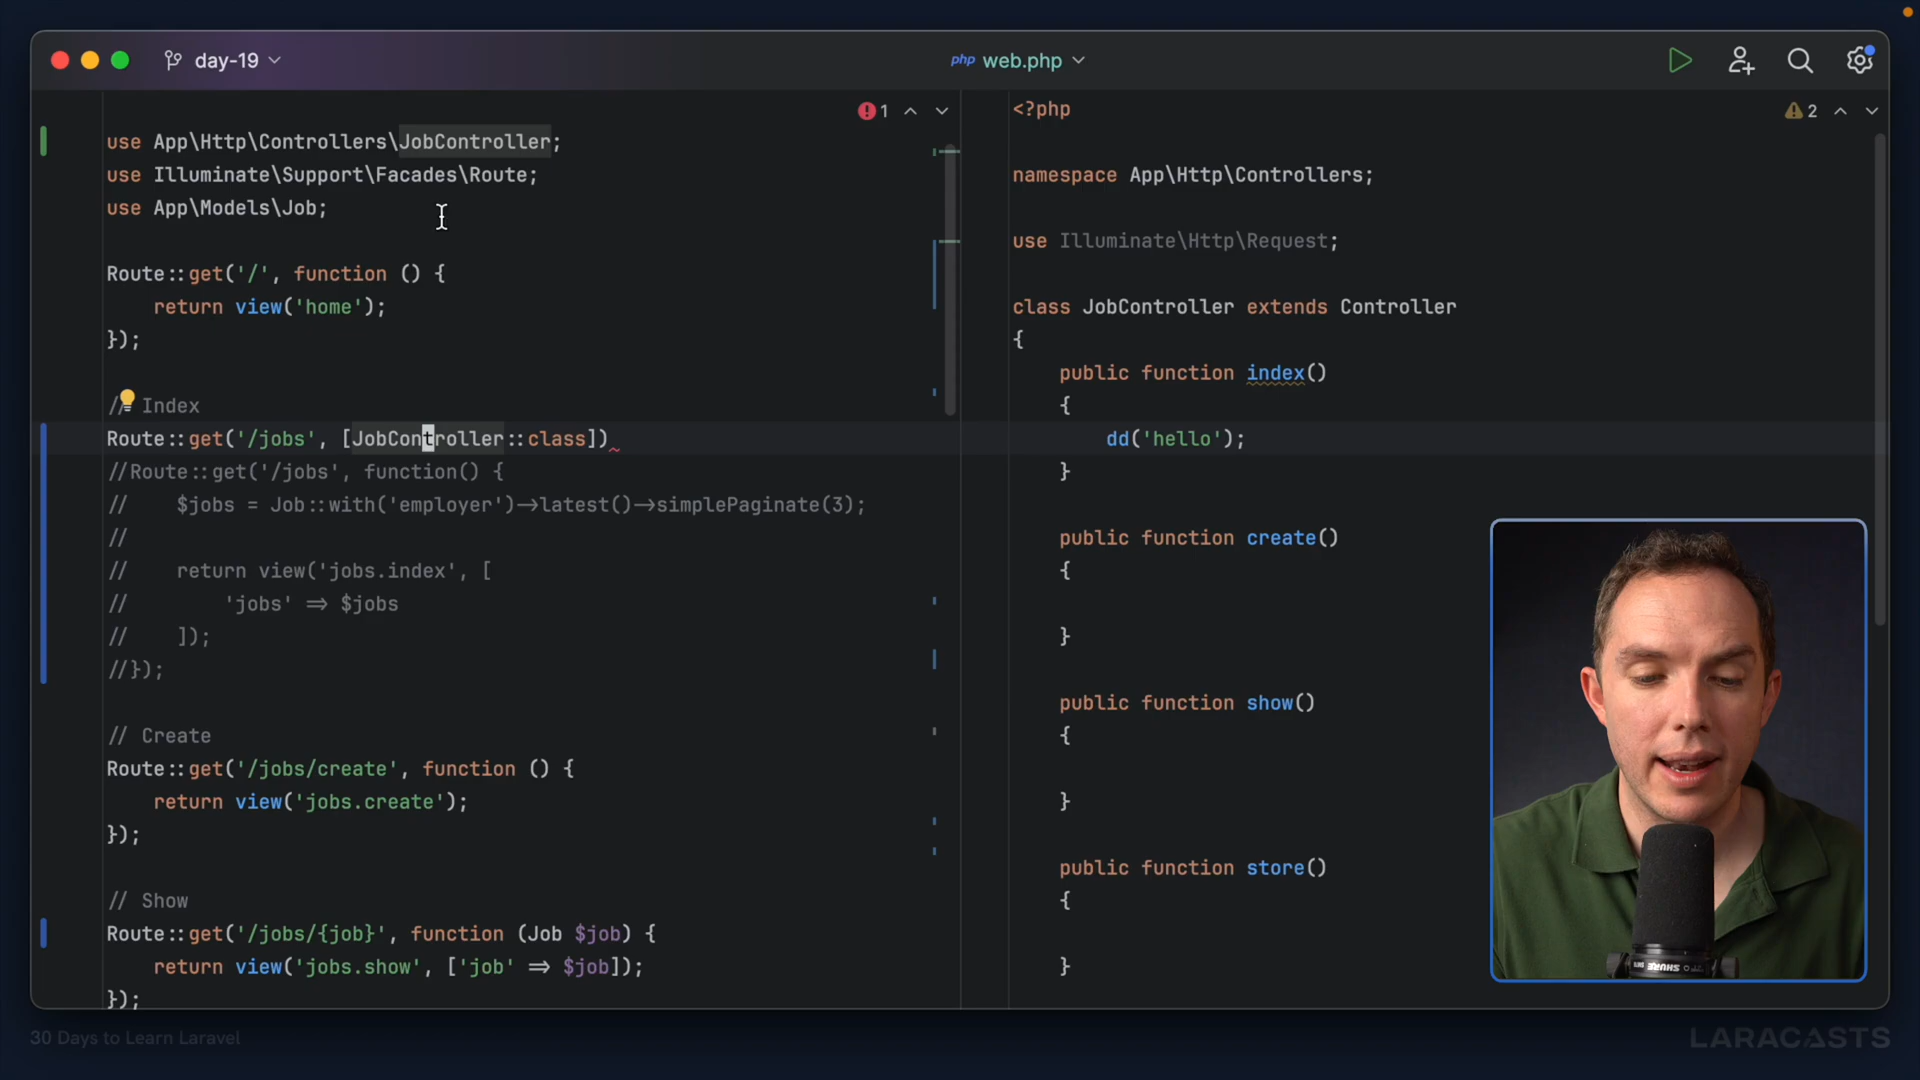 day-19
php web.php
1
use App\Http\Controllers\JobController;
use Illuminate\Support\Facades\Route;
use App\Models\Job;
Route::get('/', function () {
    return view('home');
});
// Index
Route::get('/jobs', [JobController::class])
//Route::get('/jobs', function() {
//    $jobs = Job::with('employer')->latest()->simplePaginate(3);
//
//    return view('jobs.index', [
//        'jobs' => $jobs
//    ]);
//});
// Create
Route::get('/jobs/create', function () {
    return view('jobs.create');
});
// Show
Route::get('/jobs/{job}', function (Job $job) {
    return view('jobs.show', ['job' => $job]);
});
<?php
2
namespace App\Http\Controllers;
use Illuminate\Http\Request;
class JobController extends Controller
{
    public function index()
    {
        dd('hello');
    }
    public function create()
    {
    }
    public function show()
    {
    }
    public function store()
    {
    }
SHURE
30 Days to Learn Laravel
LARACASTS